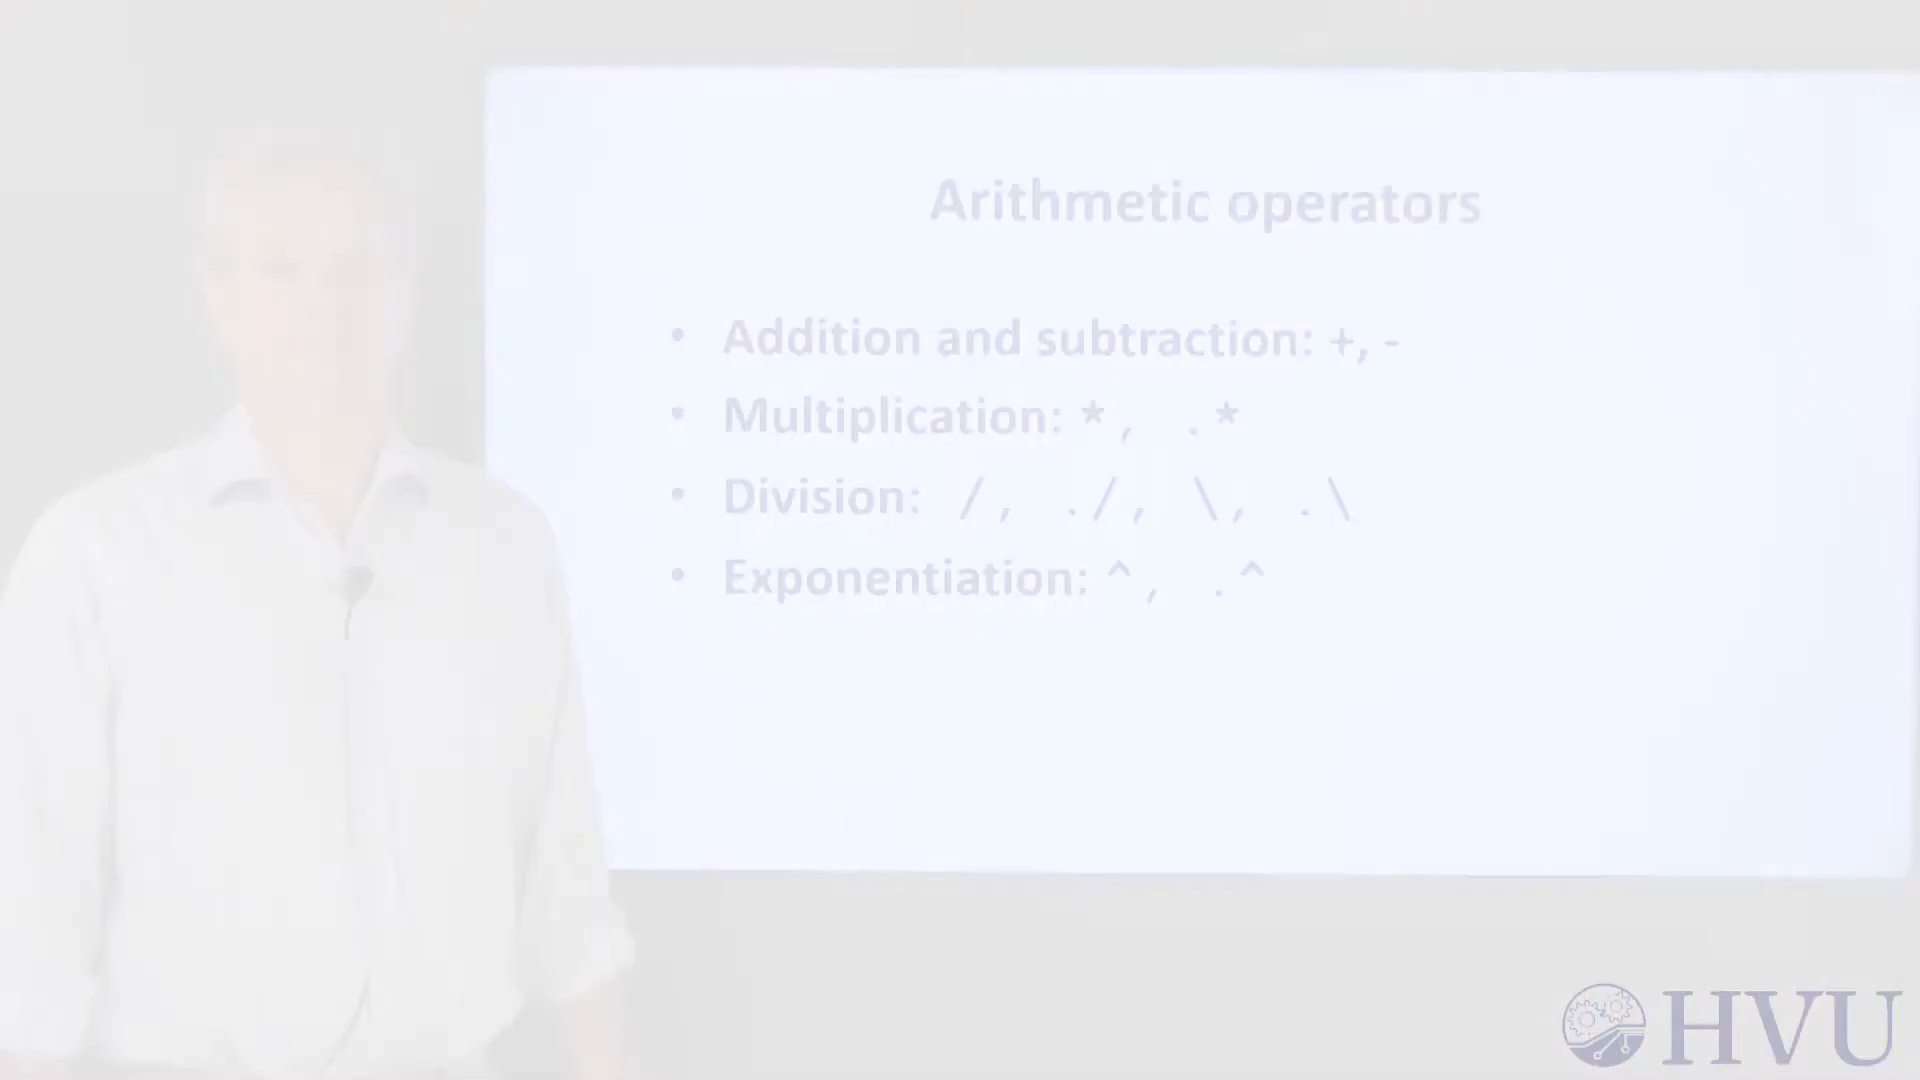 Arithmetic operators
• Addition and subtraction: +, -
• Multiplication: *, .*
• Division: /, ./, \, .\
• Exponentiation: ^, .^
HVU